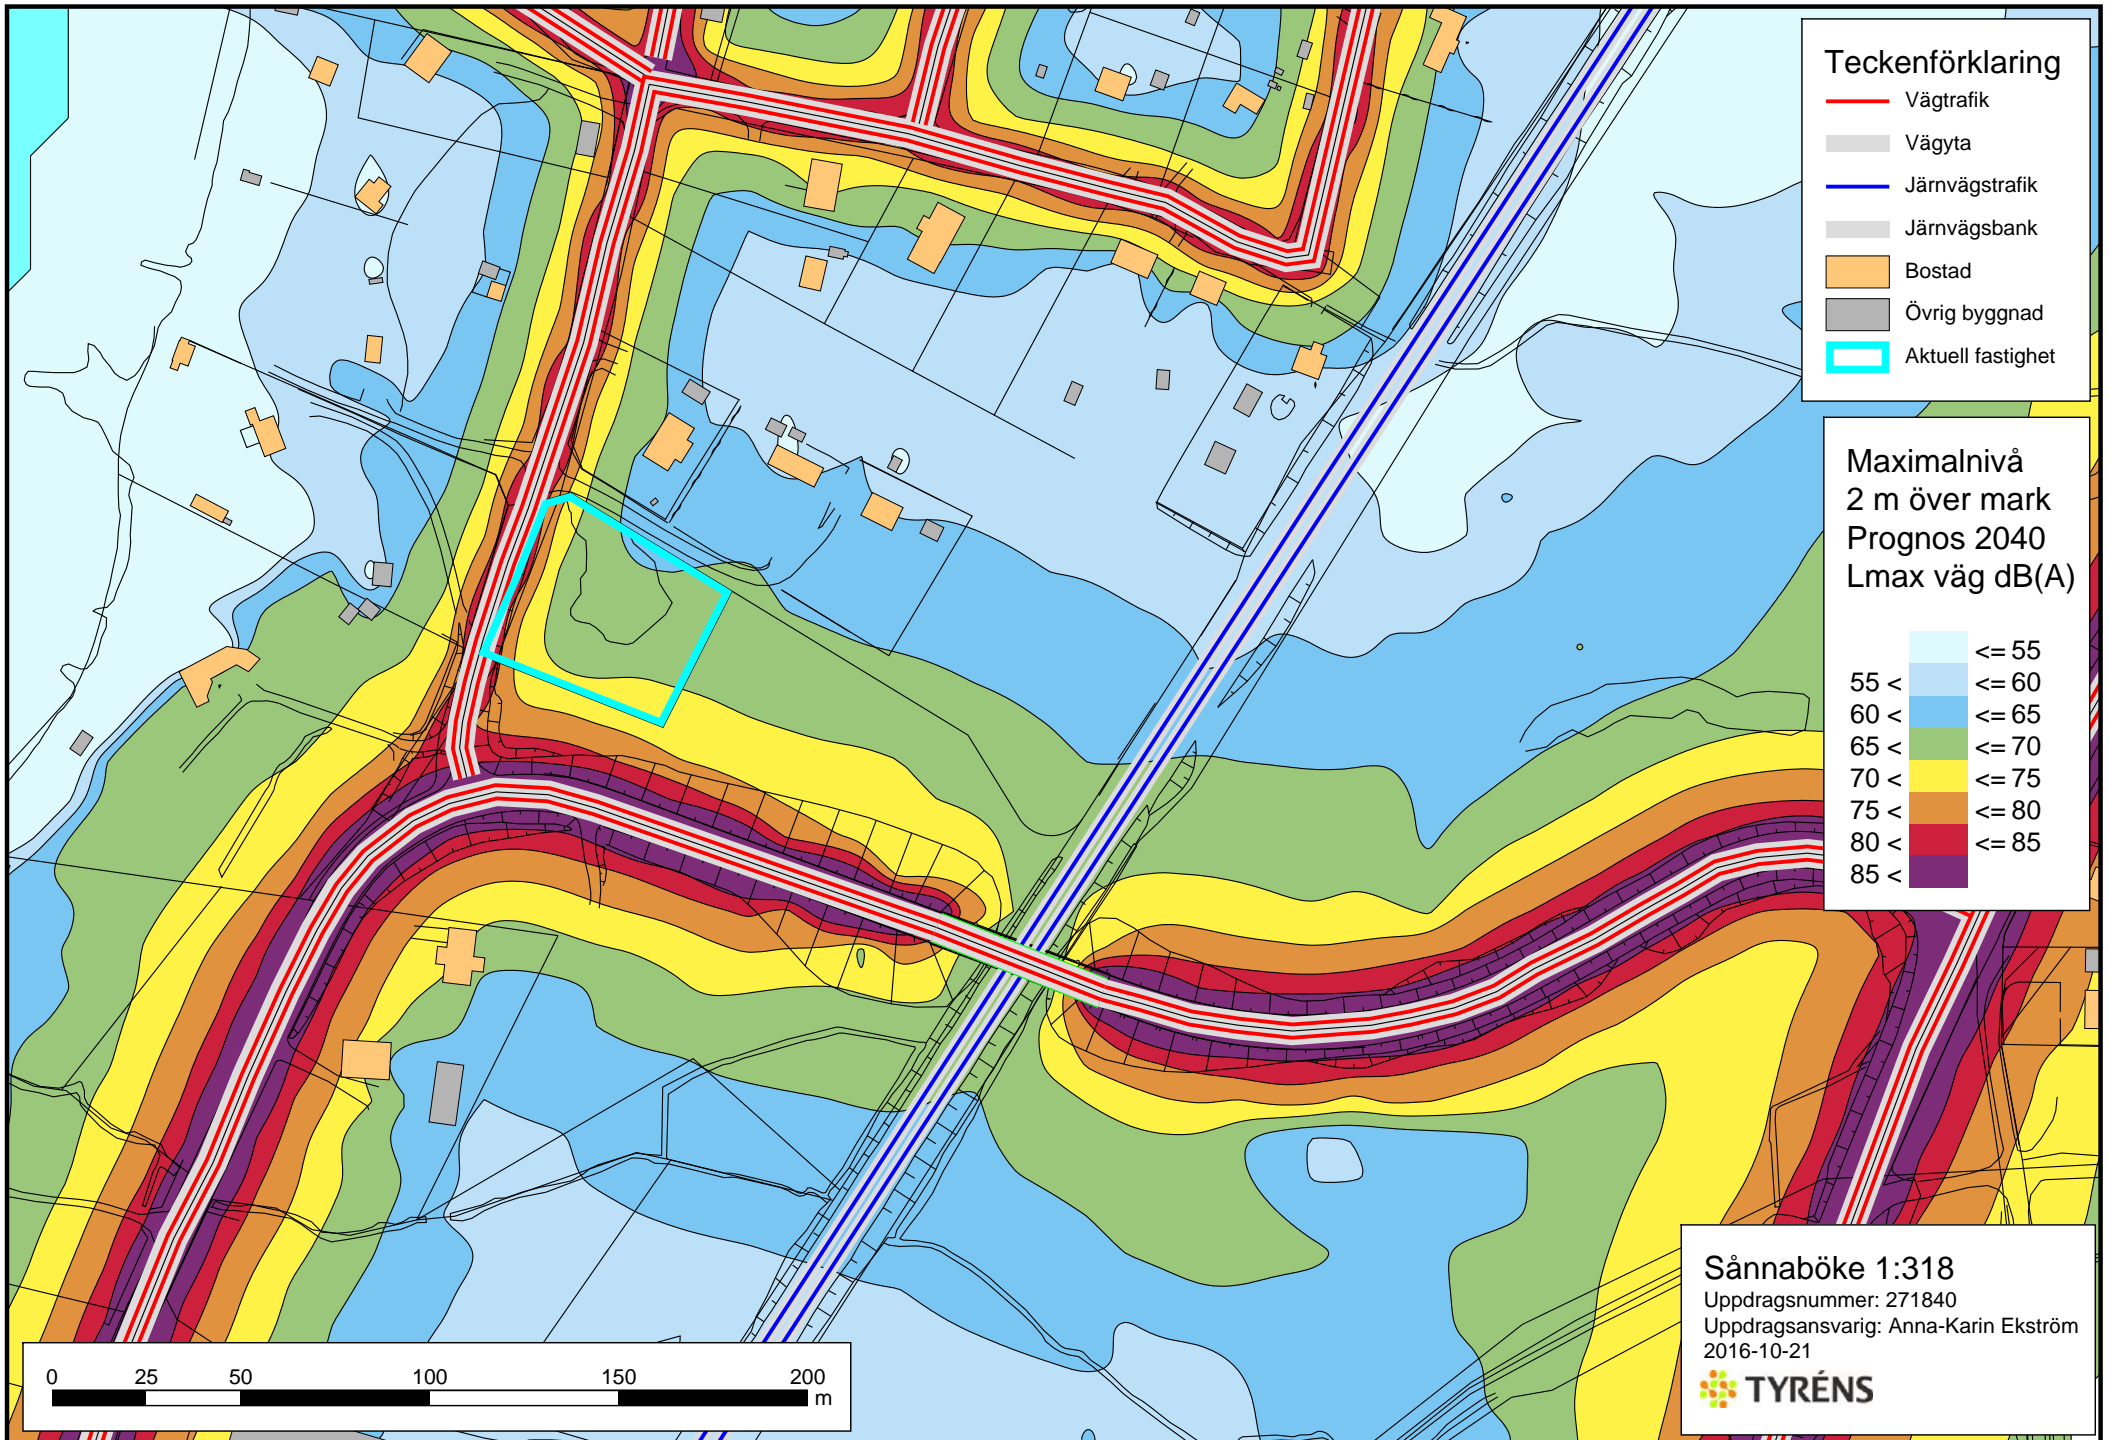 Teckenförklaring
Vägtrafik
Vägyta
Järnvägstrafik
Järnvägsbank
Bostad
Övrig byggnad
Aktuell fastighet
Maximalnivå
2 m över mark
Prognos 2040
Lmax väg dB(A)
<= 55
55 < <= 60
60 < <= 65
65 < <= 70
70 < <= 75
75 < <= 80
80 < <= 85
85 <
Sånnaböke 1:318
Uppdragsnummer: 271840
Uppdragsansvarig: Anna-Karin Ekström
2016-10-21
TYRÉNS
0 25 50 100 150 200
m